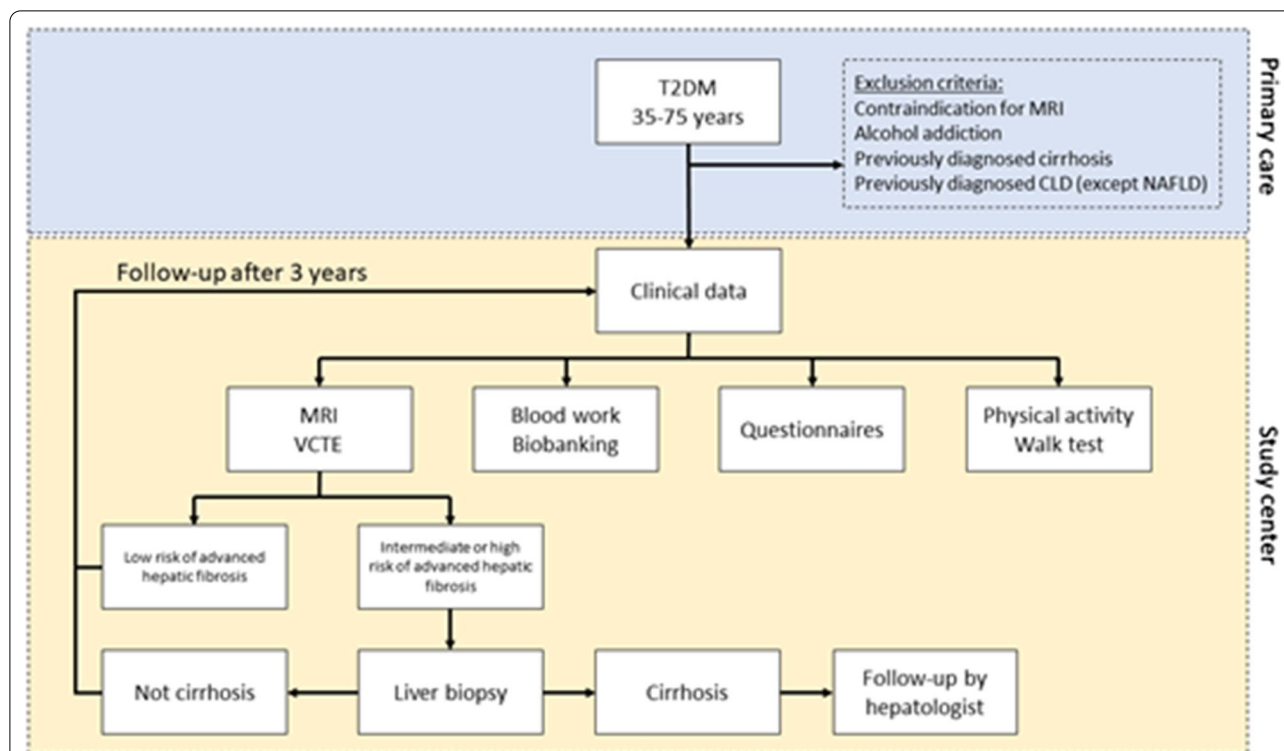 Primary care
T2DM
35-75 years
Exclusion criteria:
Contraindication for MRI
Alcohol addiction
Previously diagnosed cirrhosis
Previously diagnosed CLD (except NAFLD)
Study center
Follow-up after 3 years
Clinical data
MRI
VCTE
Blood work
Biobanking
Questionnaires
Physical activity
Walk test
Low risk of advanced
hepatic fibrosis
Intermediate or high
risk of advanced hepatic
fibrosis
Not cirrhosis
Liver biopsy
Cirrhosis
Follow-up by
hepatologist